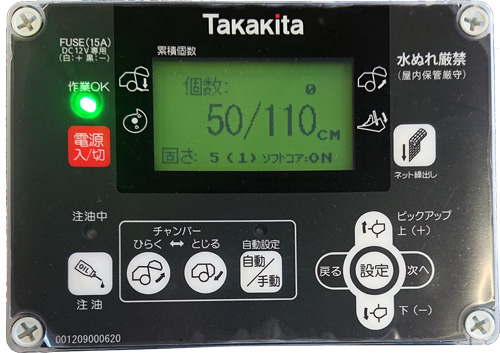 Takakita
FUSE(15A)
DC12V専用
(白:+ 黒:-)
累積個数
水ぬれ厳禁
(屋内保管厳守)
作業OK
個数: 0
50/110CM
固さ: 5 (1) ソフトコア:ON
電源
入/切
ネット繰出し
注油中
チャンバー
ひらく ⇔ とじる
自動設定
自動
/手動
ピックアップ
上(+)
戻る
設定
次へ
OIL
注油
下(-)
001209000620